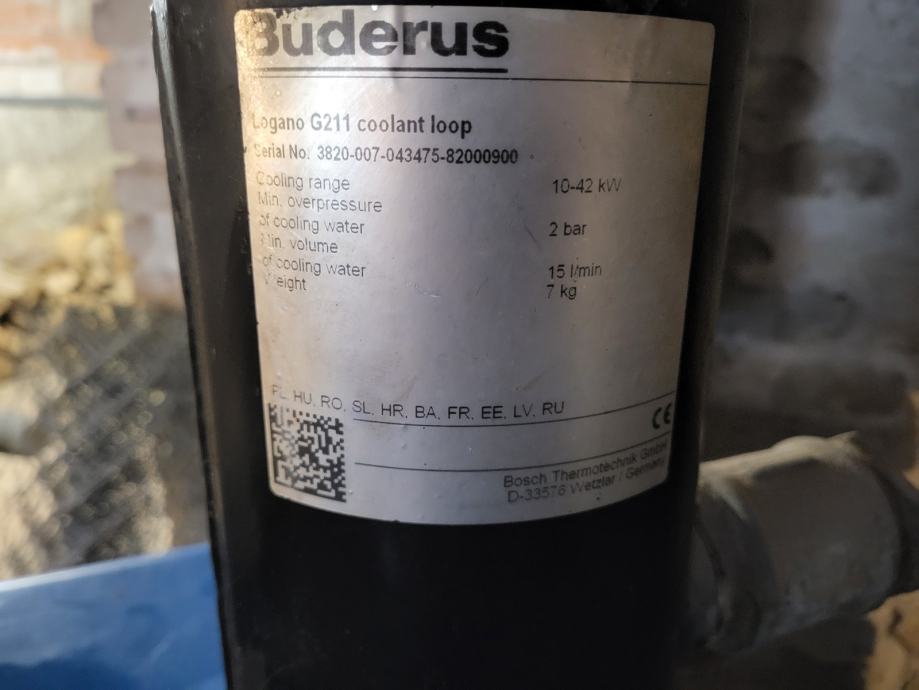 Buderus
Logano G211 coolant loop
Serial No: 3820-007-043475-82000900
Cooling range 10-42 kW
Min. overpressure
of cooling water 2 bar
Min. volume
of cooling water 15 l/min
Weight 7 kg
PL, HU, RO, SL, HR, BA, FR, EE, LV, RU
CE
Bosch Thermotechnik GmbH
D-33576 Wetzlar / Germany